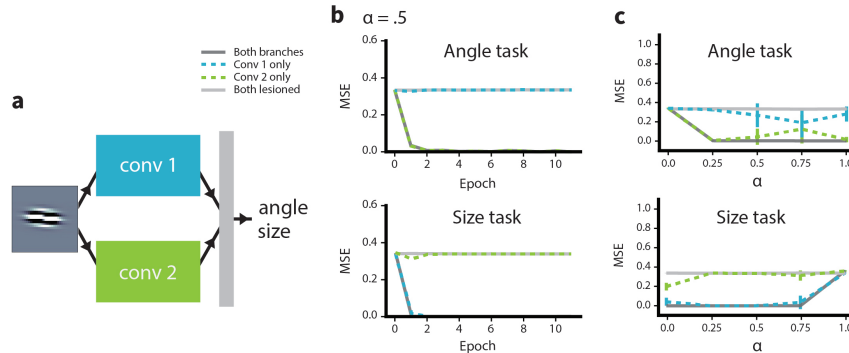 Both branches
Conv 1 only
Conv 2 only
Both lesioned
a
conv 1
conv 2
angle
size
b
α = .5
Angle task
MSE
0.6
0.4
0.2
0.0
0 2 4 6 8 10
Epoch
Size task
MSE
0.6
0.4
0.2
0.0
0 2 4 6 8 10
Epoch
c
Angle task
MSE
1.0
0.8
0.6
0.4
0.2
0.0
0.0 0.25 0.5 0.75 1.0
α
Size task
MSE
1.0
0.8
0.6
0.4
0.2
0.0
0.0 0.25 0.5 0.75 1.0
α